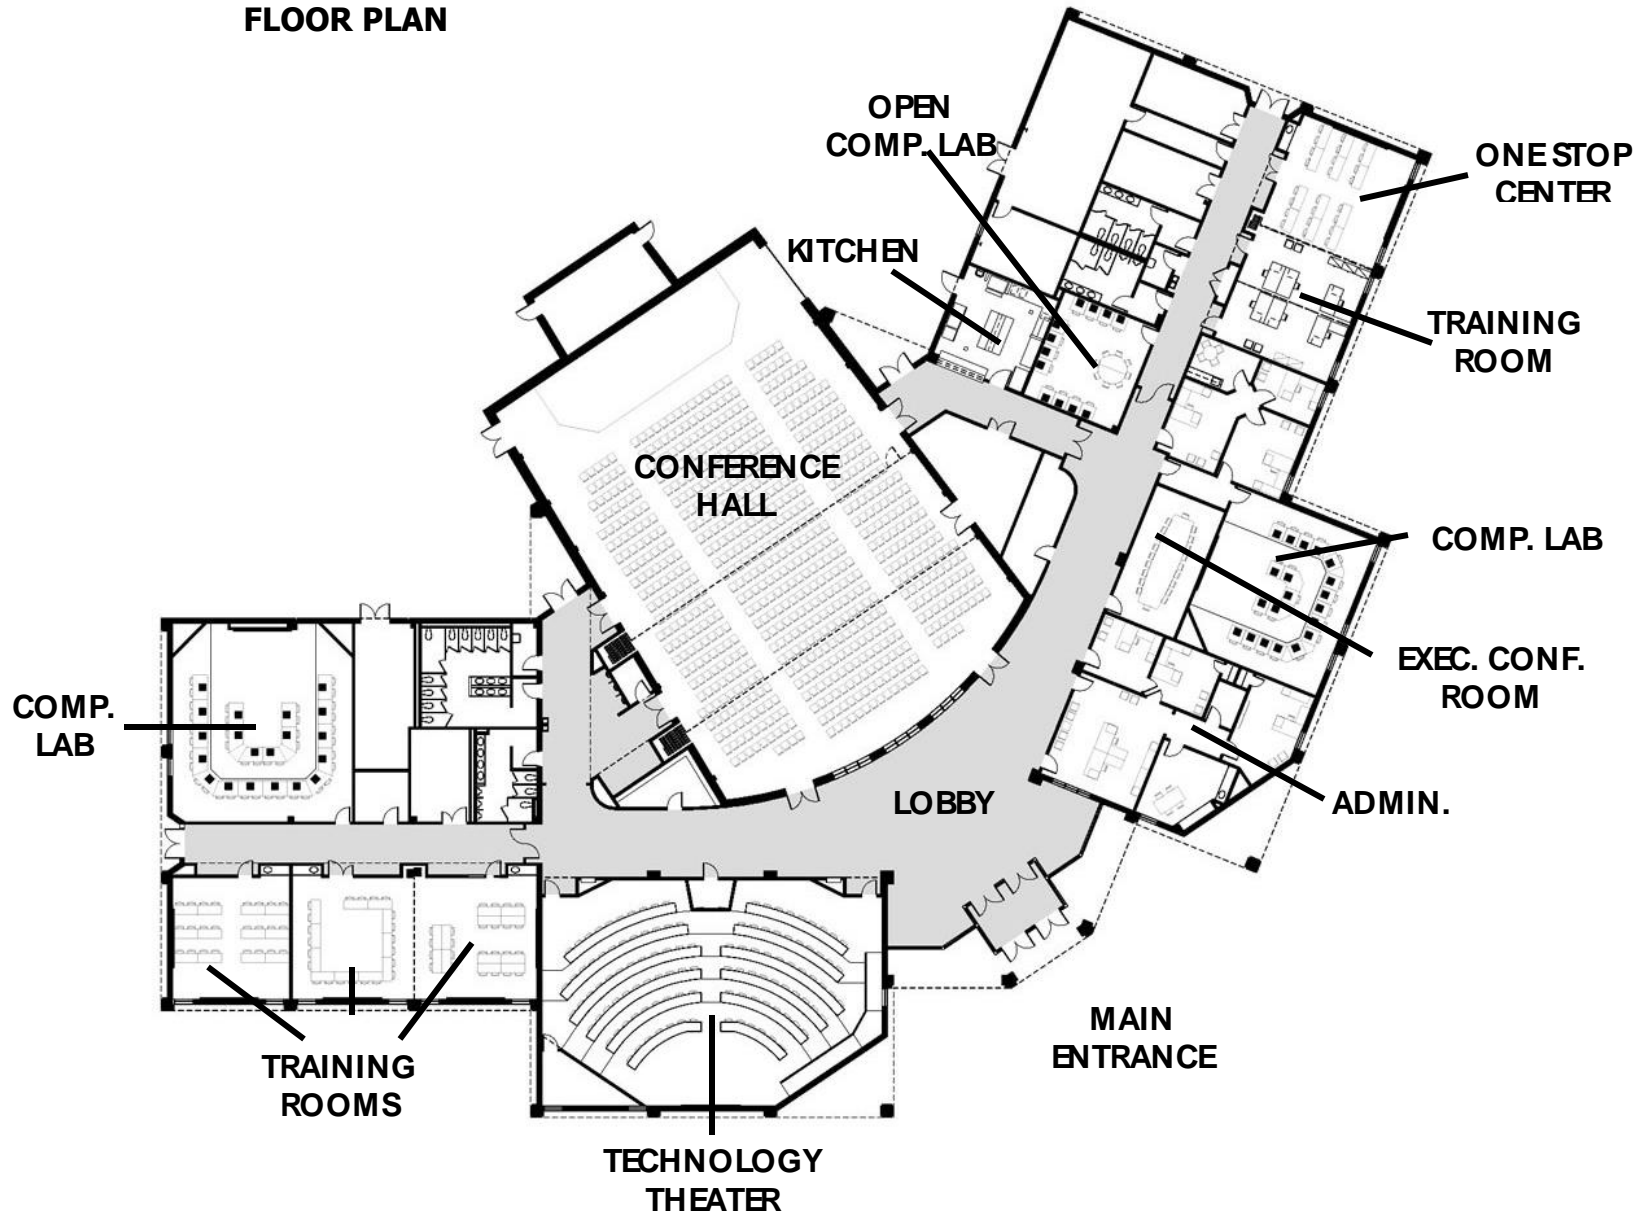 FLOOR PLAN
OPEN
COMP. LAB
ONE STOP
CENTER
KITCHEN
TRAINING
ROOM
CONFERENCE
HALL
COMP. LAB
EXEC. CONF.
ROOM
COMP.
LAB
LOBBY
ADMIN.
MAIN
ENTRANCE
TRAINING
ROOMS
TECHNOLOGY
THEATER